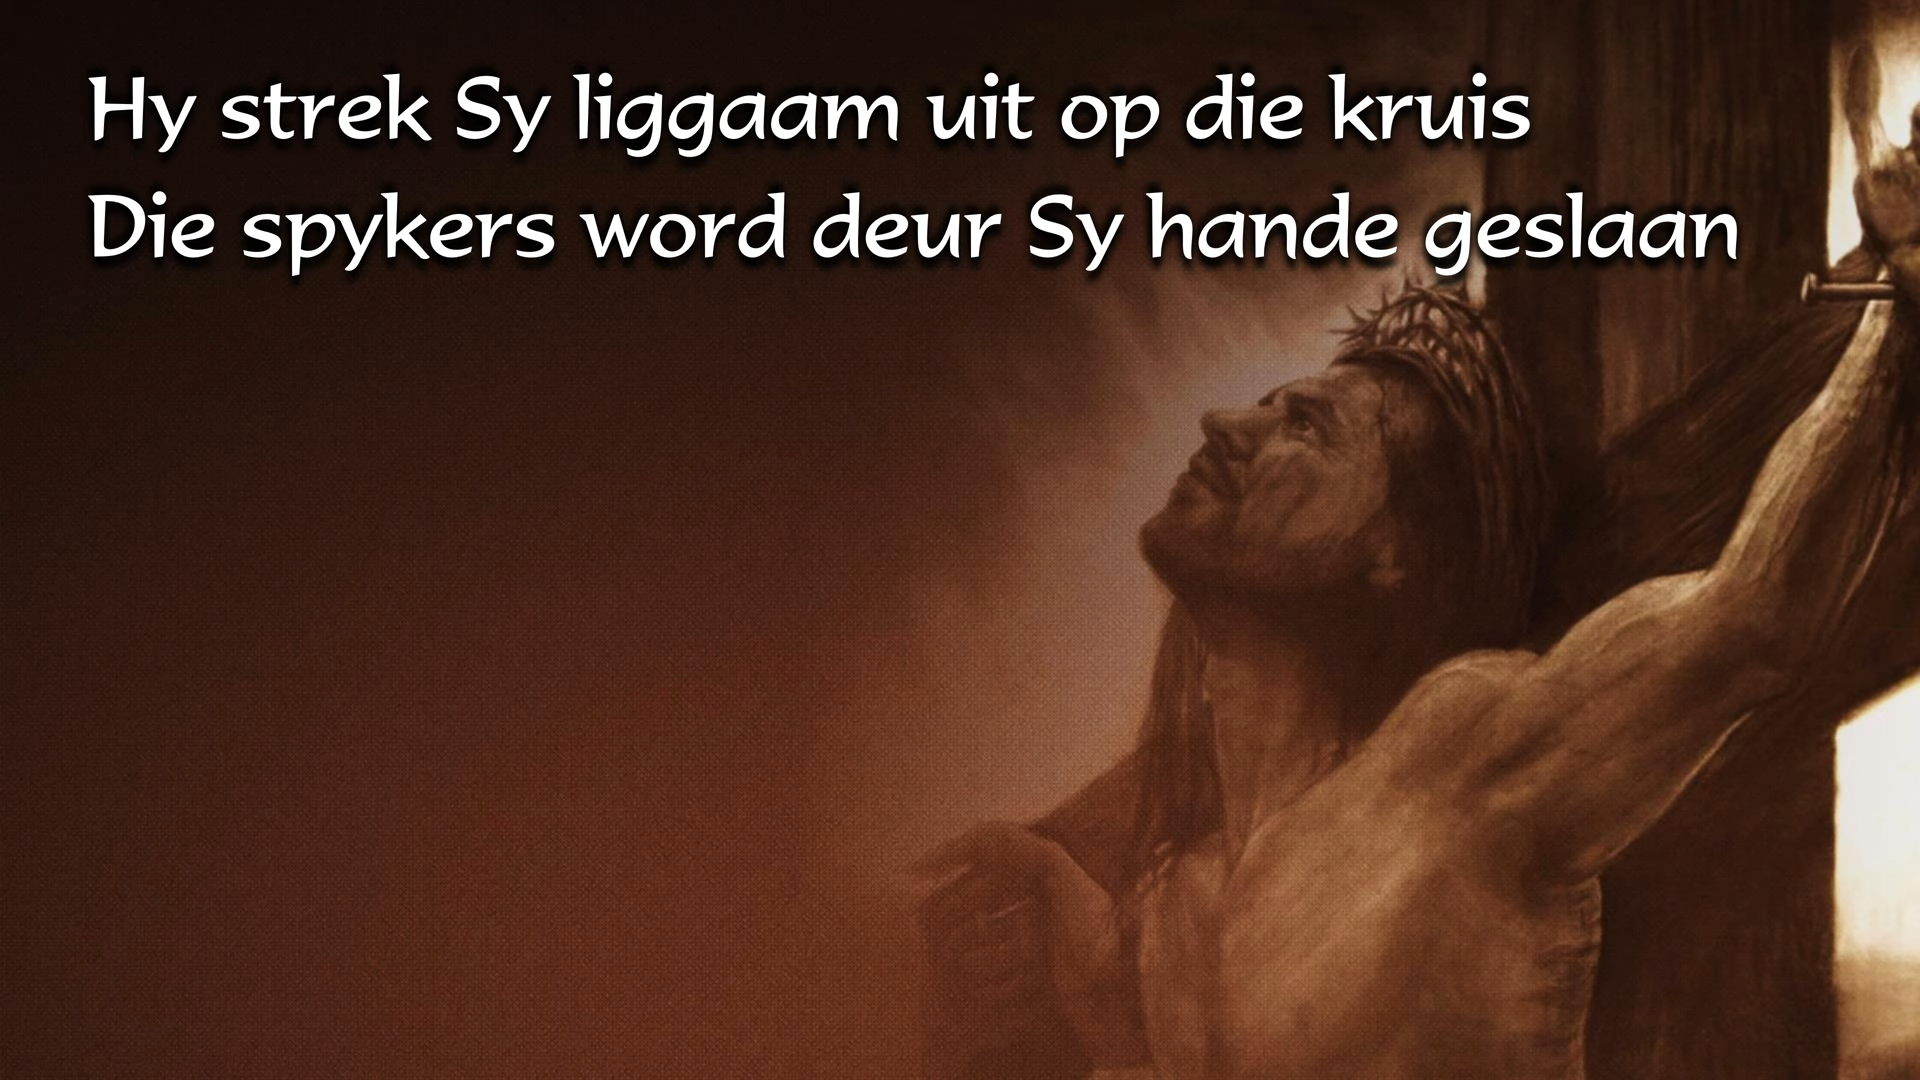 Hy strek Sy liggaam uit op die kruis
Die spykers word deur Sy hande geslaan